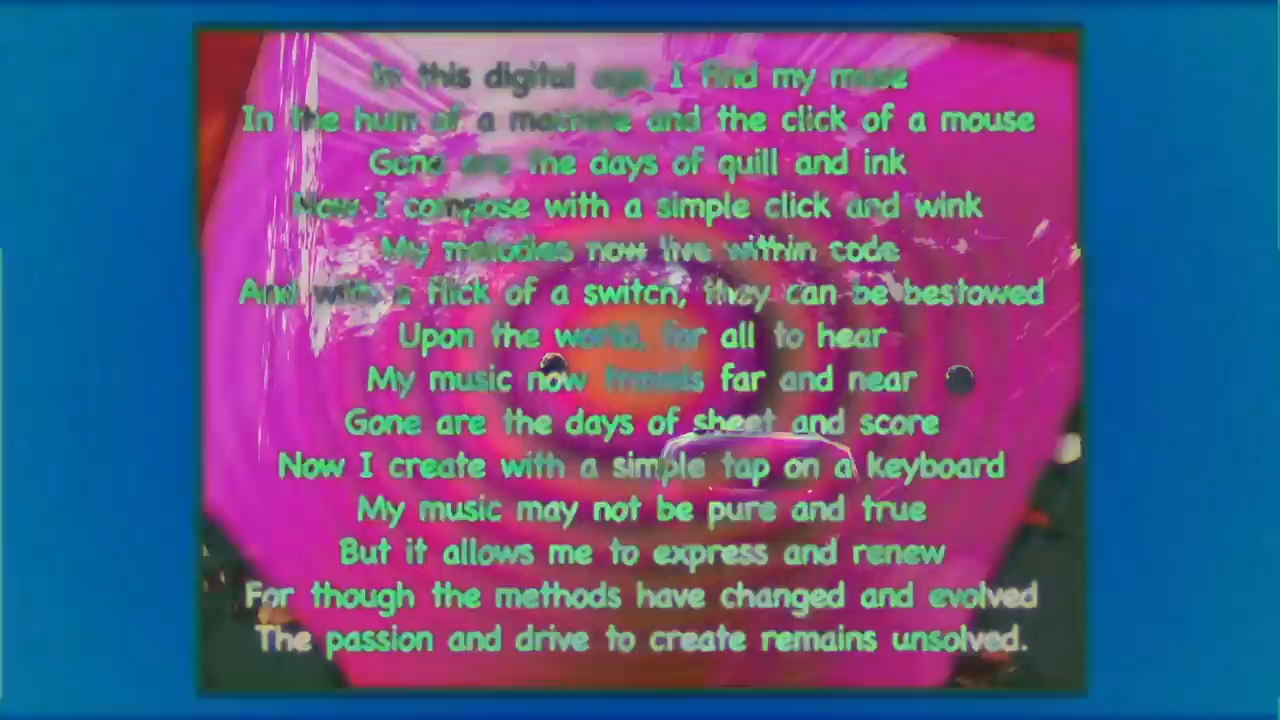 In this digital age, I find my muse
In the hum of a machine and the click of a mouse
Gone are the days of quill and ink
Now I compose with a simple click and wink
My melodies now live within code
And with a flick of a switch, they can be bestowed
Upon the world, for all to hear
My music now travels far and near
Gone are the days of sheet and score
Now I create with a simple tap on a keyboard
My music may not be pure and true
But it allows me to express and renew
For though the methods have changed and evolved
The passion and drive to create remains unsolved.